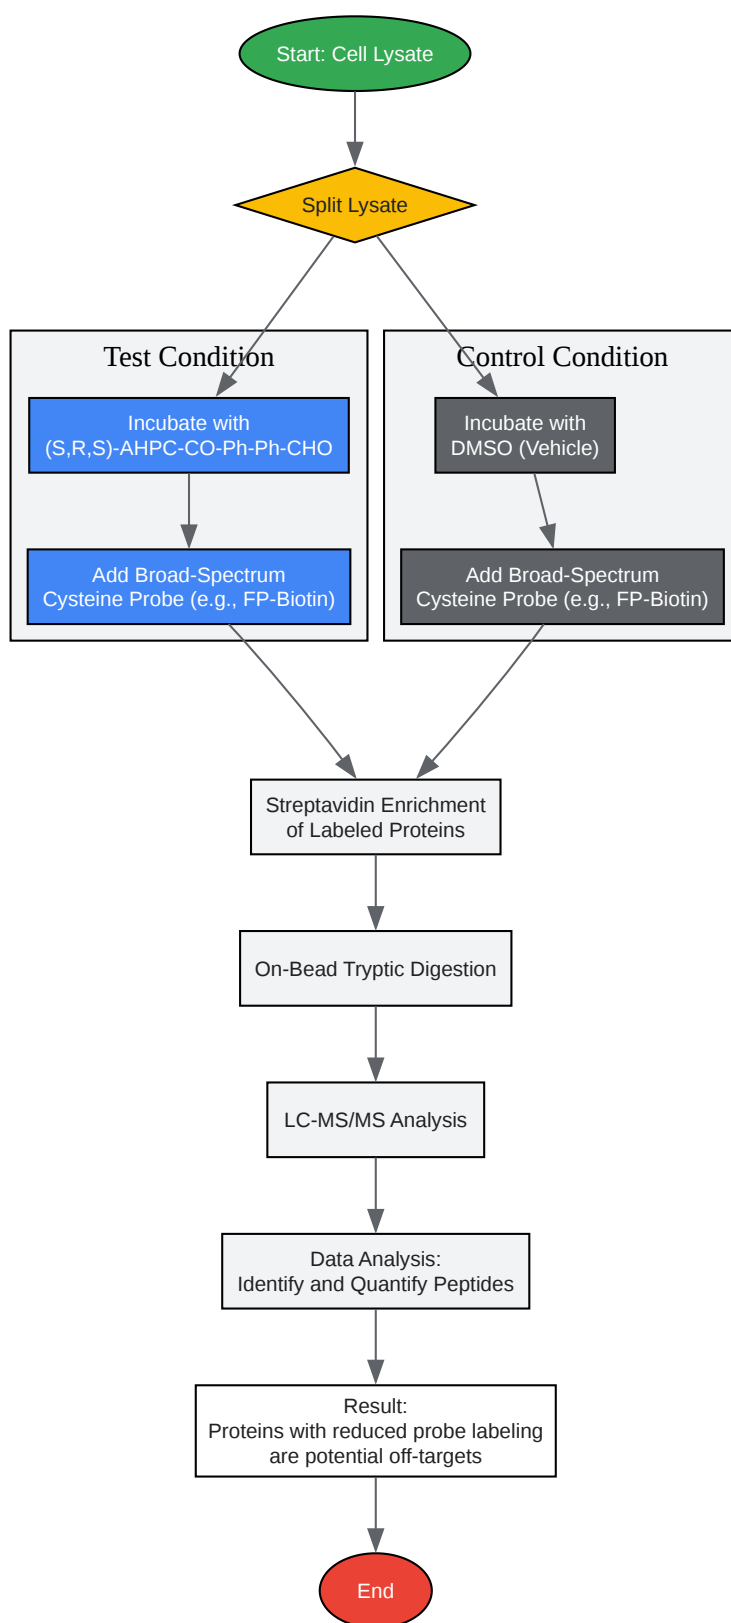 Start: Cell Lysate
Split Lysate
Test Condition
Incubate with
(S,R,S)-AHPC-CO-Ph-Ph-CHO
Add Broad-Spectrum
Cysteine Probe (e.g., FP-Biotin)
Control Condition
Incubate with
DMSO (Vehicle)
Add Broad-Spectrum
Cysteine Probe (e.g., FP-Biotin)
Streptavidin Enrichment
of Labeled Proteins
On-Bead Tryptic Digestion
LC-MS/MS Analysis
Data Analysis:
Identify and Quantify Peptides
Result:
Proteins with reduced probe labeling
are potential off-targets
End